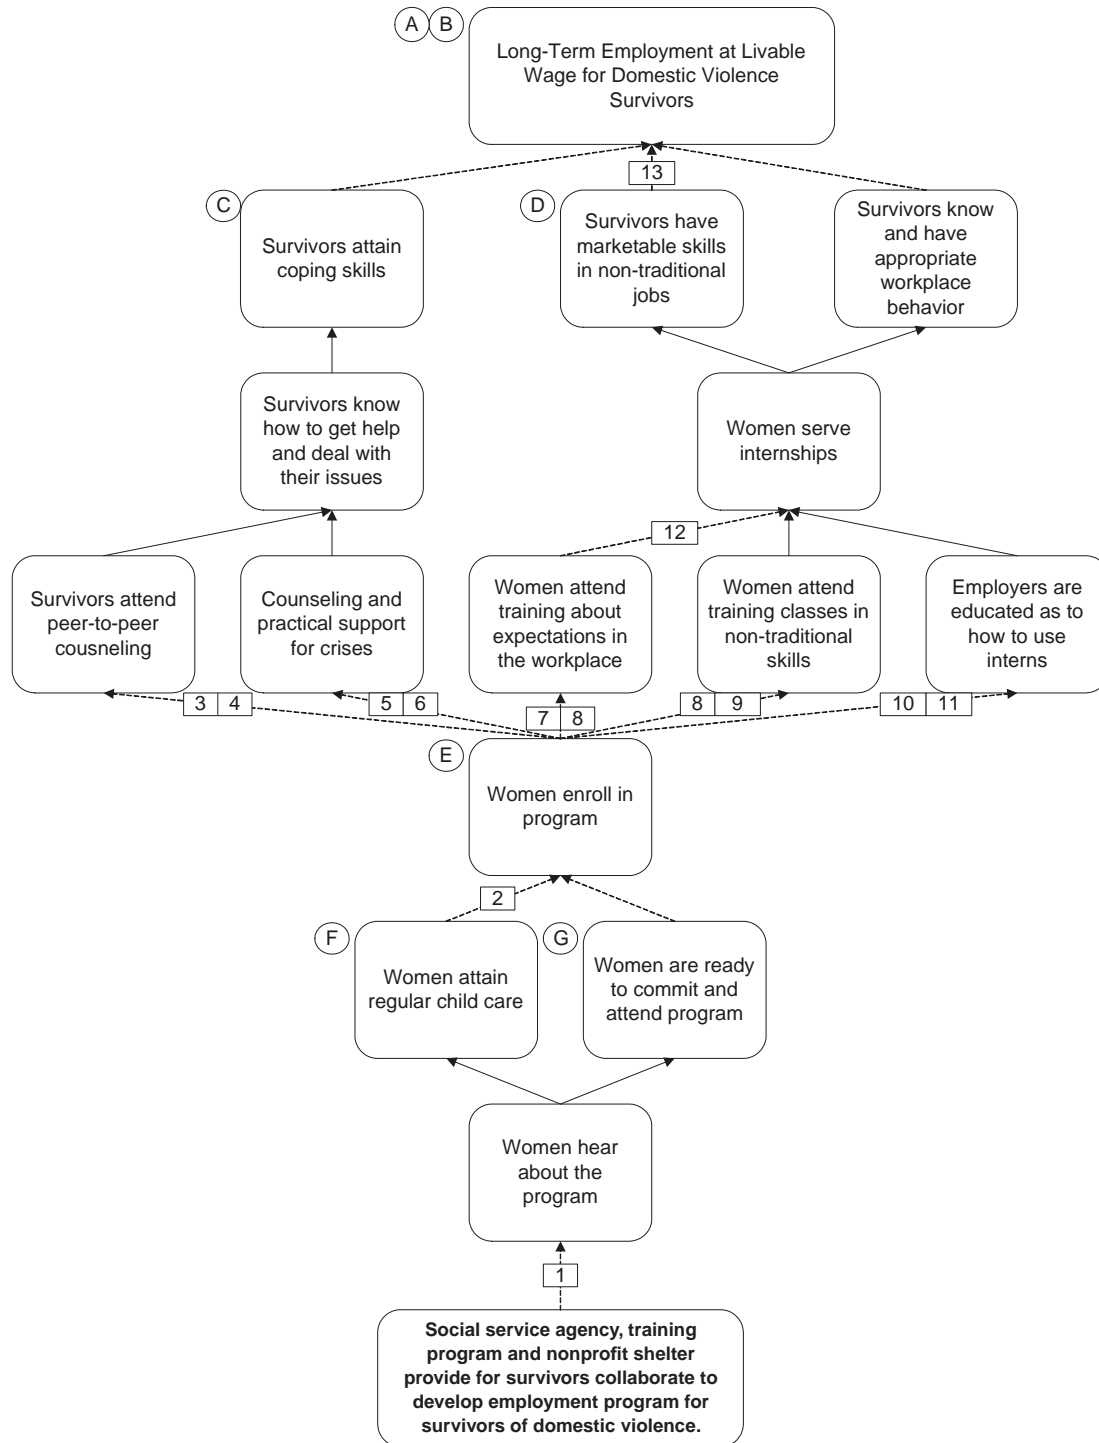 A B
Long-Term Employment at Livable
Wage for Domestic Violence
Survivors
13
C
Survivors attain
coping skills
D
Survivors have
marketable skills
in non-traditional
jobs
Survivors know
and have
appropriate
workplace
behavior
Survivors know
how to get help
and deal with
their issues
Women serve
internships
12
Survivors attend
peer-to-peer
cousneling
Counseling and
practical support
for crises
Women attend
training about
expectations in
the workplace
Women attend
training classes in
non-traditional
skills
Employers are
educated as to
how to use
interns
3 4
5 6
7 8
8 9
10 11
E
Women enroll in
program
2
F
Women attain
regular child care
G
Women are ready
to commit and
attend program
Women hear
about the
program
1
Social service agency, training
program and nonprofit shelter
provide for survivors collaborate to
develop employment program for
survivors of domestic violence.